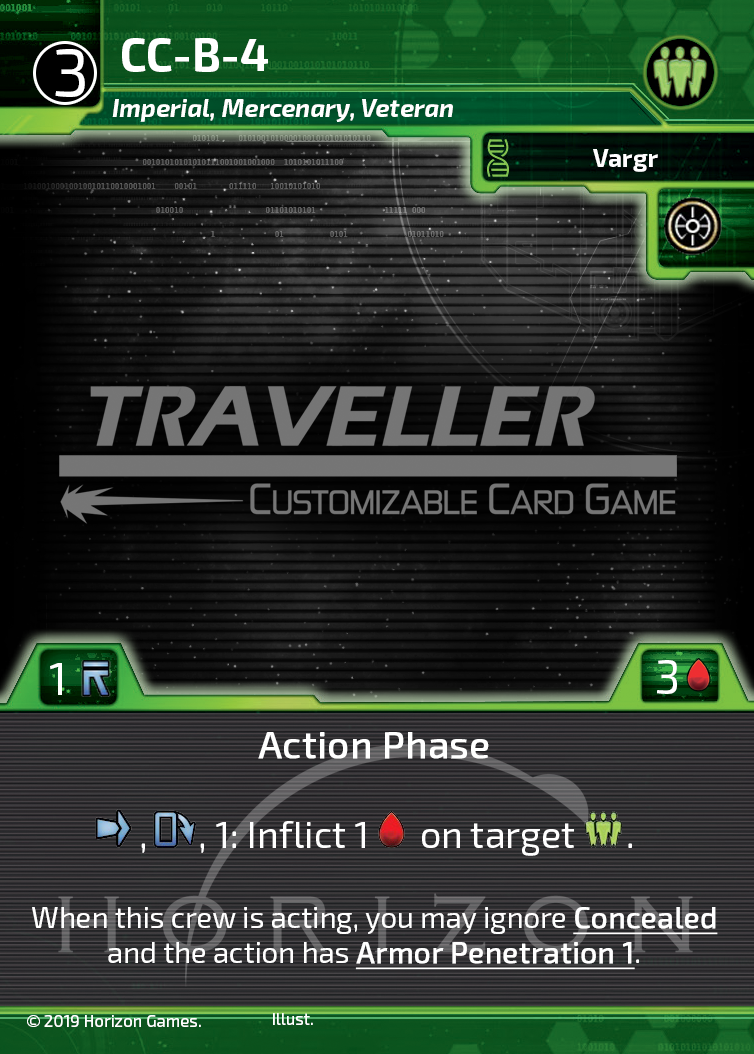 3
CC-B-4
Imperial, Mercenary, Veteran
Vargr
TRAVELLER
CUSTOMIZABLE CARD GAME
1
3
Action Phase
, , 1: Inflict 1 on target .
HORIZON
When this crew is acting, you may ignore Concealed
and the action has Armor Penetration 1.
© 2019 Horizon Games. Illust.